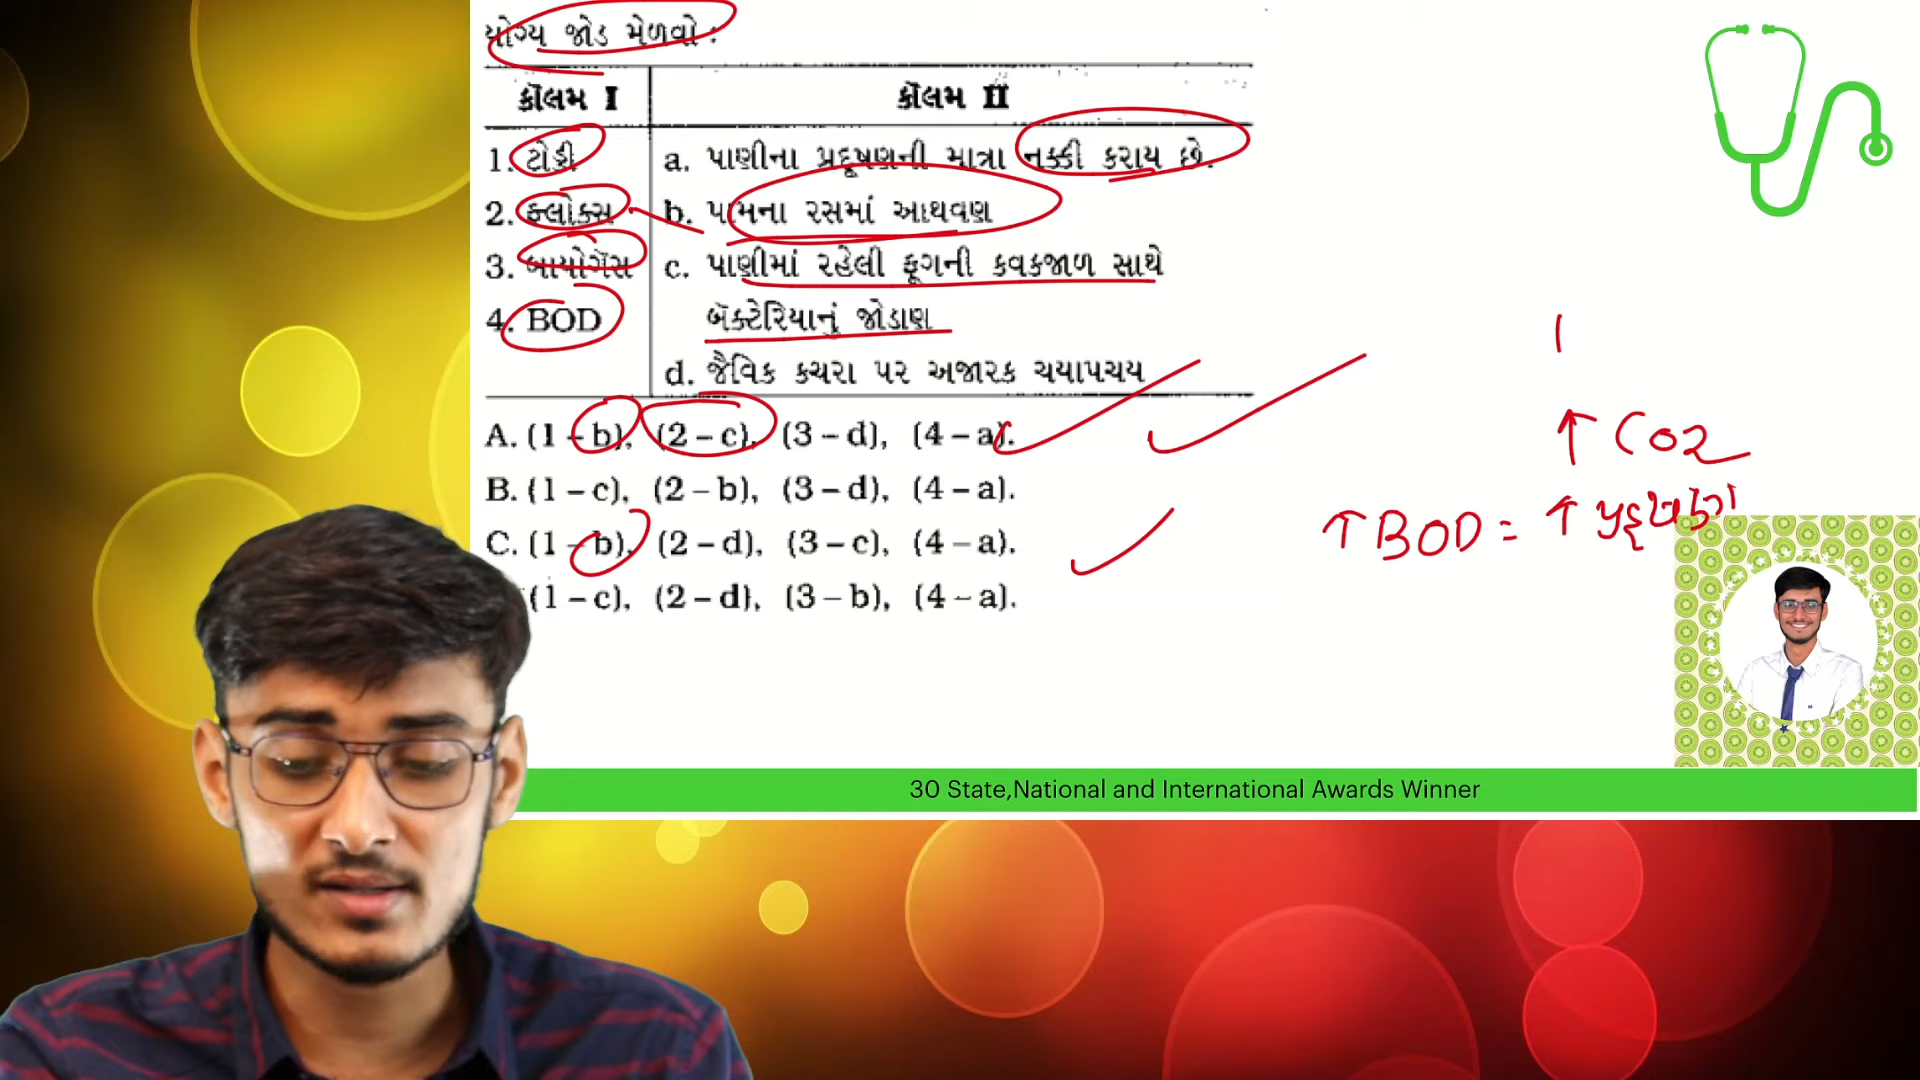 યોગ્ય જોડ મેળવો :
કૉલમ I કૉલમ II
1. ટોડી a. પાણીના પ્રદૂષણની માત્રા નક્કી કરાય છે.
2. ફ્લોક્સ b. પામના રસમાં આથવણ
3. બાયોગૅસ c. પાણીમાં રહેલી ફૂગની કવકજાળ સાથે
4. BOD બૅક્ટેરિયાનું જોડાણ
d. જૈવિક કચરા પર અજારક ચયાપચય
A. (1 – b), (2 – c), (3 – d), (4 – a).
B. (1 – c), (2 – b), (3 – d), (4 – a).
C. (1 – b), (2 – d), (3 – c), (4 – a).
(1 – c), (2 – d), (3 – b), (4 – a).
↑ CO2
↑ BOD = ↑
30 State,National and International Awards Winner